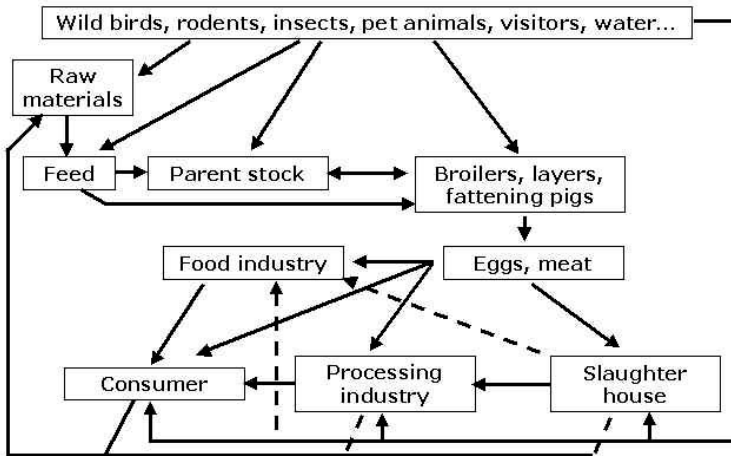 Wild birds, rodents, insects, pet animals, visitors, water...
Raw
materials
Feed
Parent stock
Broilers, layers,
fattening pigs
Food industry
Eggs, meat
Consumer
Processing
industry
Slaughter
house